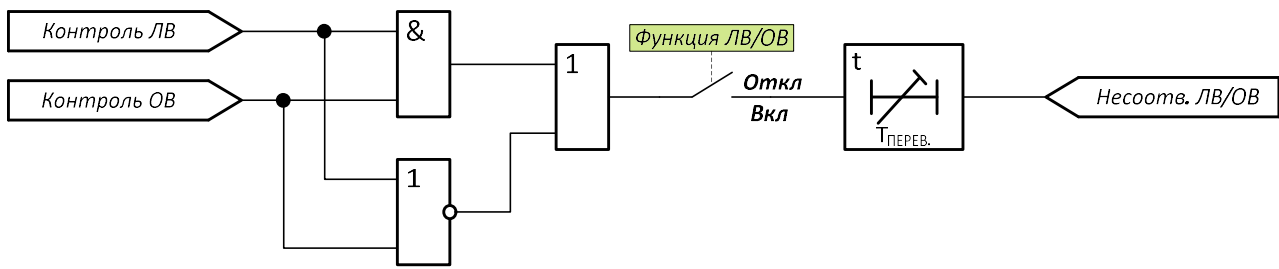 Контроль ЛВ
&
Функция ЛВ/ОВ
1
t
Откл
Контроль ОВ
Вкл
Несоотв. ЛВ/ОВ
TПЕРЕВ.
1